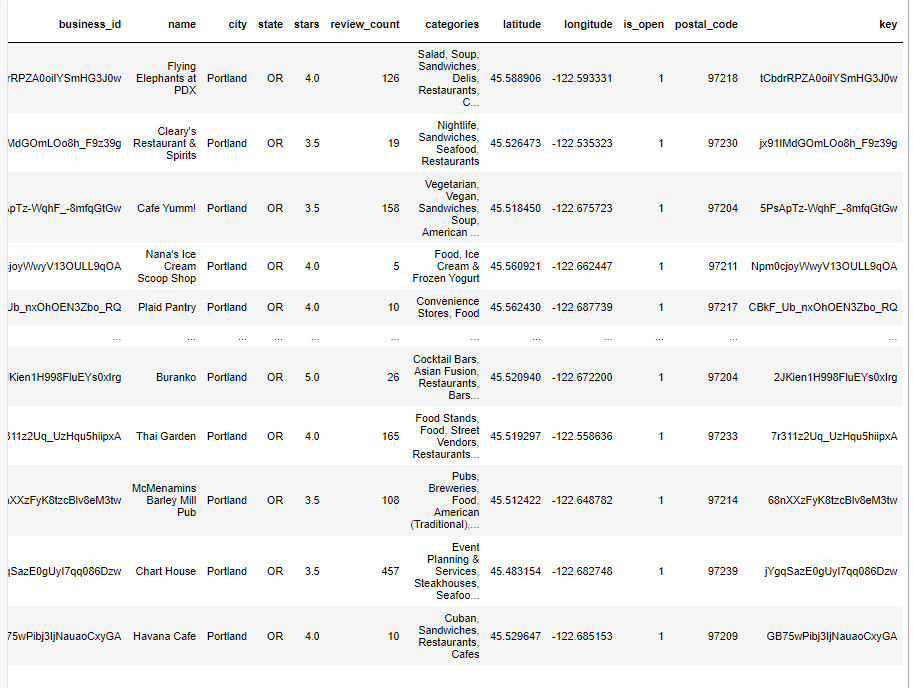 business_id name city state stars review_count categories latitude longitude is_open postal_code key
rRPZA0oilYSmHG3J0w Flying Elephants at PDX Portland OR 4.0 126 Salad, Soup, Sandwiches, Delis, Restaurants, C... 45.588906 -122.593331 1 97218 tCbdrRPZA0oilYSmHG3J0w
MdGOmLOo8h_F9z39g Cleary's Restaurant & Spirits Portland OR 3.5 19 Nightlife, Sandwiches, Seafood, Restaurants 45.526473 -122.535323 1 97230 jx91IMdGOmLOo8h_F9z39g
ApTz-WqhF_-8mfqGtGw Cafe Yumm! Portland OR 3.5 158 Vegetarian, Vegan, Sandwiches, Soup, American ... 45.518450 -122.675723 1 97204 5PsApTz-WqhF_-8mfqGtGw
cjoyWwyV13OULL9qOA Nana's Ice Cream Scoop Shop Portland OR 4.0 5 Food, Ice Cream & Frozen Yogurt 45.560921 -122.662447 1 97211 Npm0cjoyWwyV13OULL9qOA
Ub_nxOhOEN3Zbo_RQ Plaid Pantry Portland OR 4.0 10 Convenience Stores, Food 45.562430 -122.687739 1 97217 CBkF_Ub_nxOhOEN3Zbo_RQ
... ... ... ... ... ... ... ... ... ... ... ...
JKien1H998FluEYs0xIrg Buranko Portland OR 5.0 26 Cocktail Bars, Asian Fusion, Restaurants, Bars... 45.520940 -122.672200 1 97204 2JKien1H998FluEYs0xIrg
311z2Uq_UzHqu5hiipxA Thai Garden Portland OR 4.0 165 Food Stands, Food, Street Vendors, Restaurants... 45.519297 -122.558636 1 97233 7r311z2Uq_UzHqu5hiipxA
nXXzFyK8tzcBlv8eM3tw McMenamins Barley Mill Pub Portland OR 3.5 108 Pubs, Breweries, Food, American (Traditional),... 45.512422 -122.648782 1 97214 68nXXzFyK8tzcBlv8eM3tw
qSazE0gUyI7qq086Dzw Chart House Portland OR 3.5 457 Event Planning & Services, Steakhouses, Seafoo... 45.483154 -122.682748 1 97239 jYgqSazE0gUyI7qq086Dzw
75wPibj3IjNauaoCxyGA Havana Cafe Portland OR 4.0 10 Cuban, Sandwiches, Restaurants, Cafes 45.529647 -122.685153 1 97209 GB75wPibj3IjNauaoCxyGA